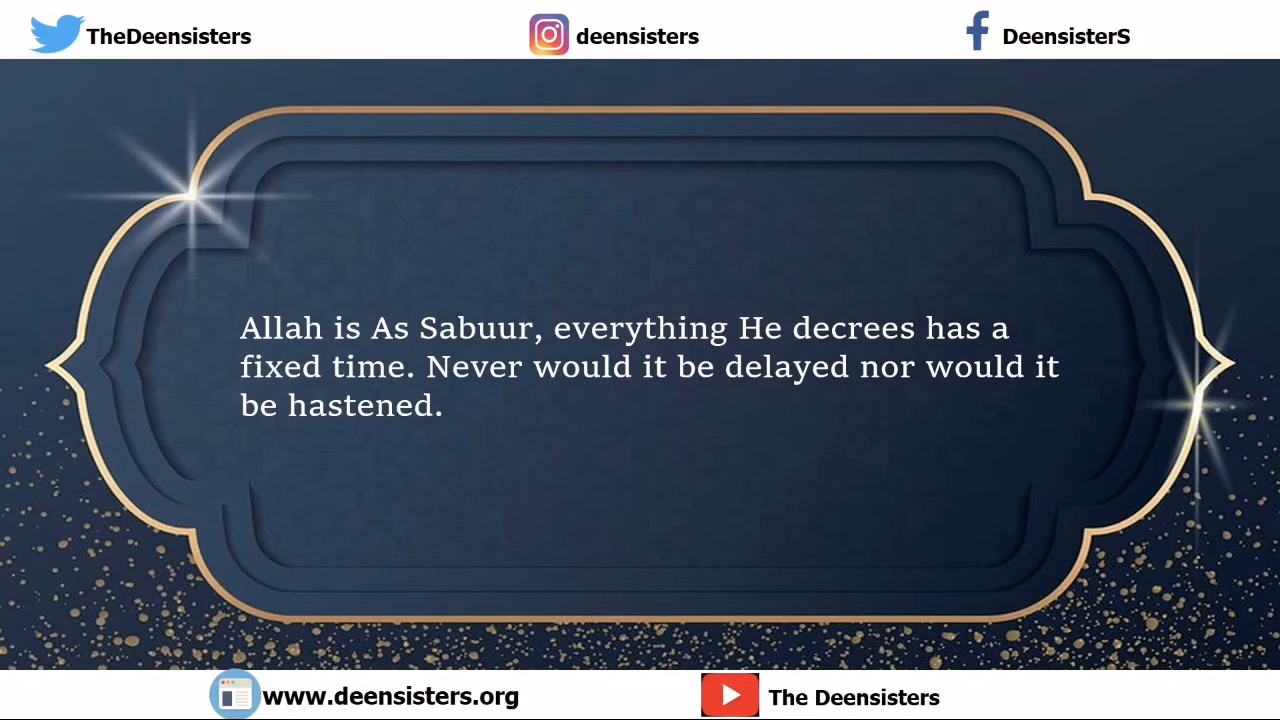 TheDeensisters
deensisters
DeensisterS
Allah is As Sabuur, everything He decrees has a
fixed time. Never would it be delayed nor would it
be hastened.
www.deensisters.org
The Deensisters